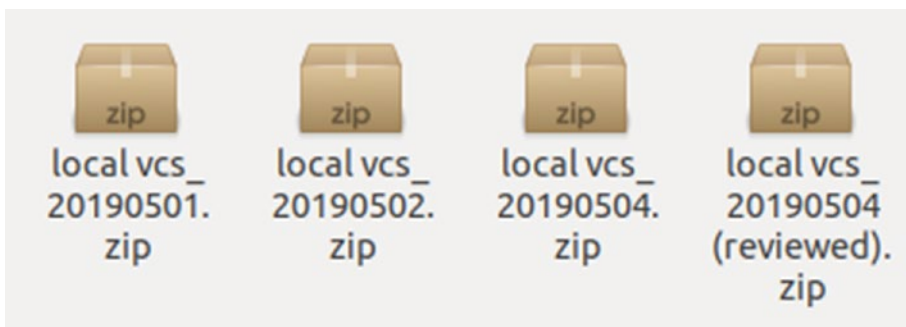 zip
local vcs_
20190501.
zip
zip
local vcs_
20190502.
zip
zip
local vcs_
20190504.
zip
zip
local vcs_
20190504
(reviewed).
zip